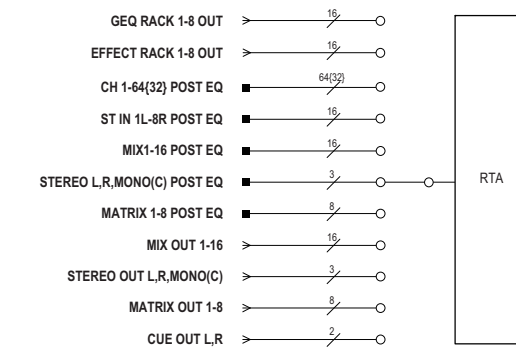 GEQ RACK 1-8 OUT 16
EFFECT RACK 1-8 OUT 16
CH 1-64{32} POST EQ 64{32}
ST IN 1L-8R POST EQ 16
MIX1-16 POST EQ 16
STEREO L,R,MONO(C) POST EQ 3 RTA
MATRIX 1-8 POST EQ 8
MIX OUT 1-16 16
STEREO OUT L,R,MONO(C) 3
MATRIX OUT 1-8 8
CUE OUT L,R 2